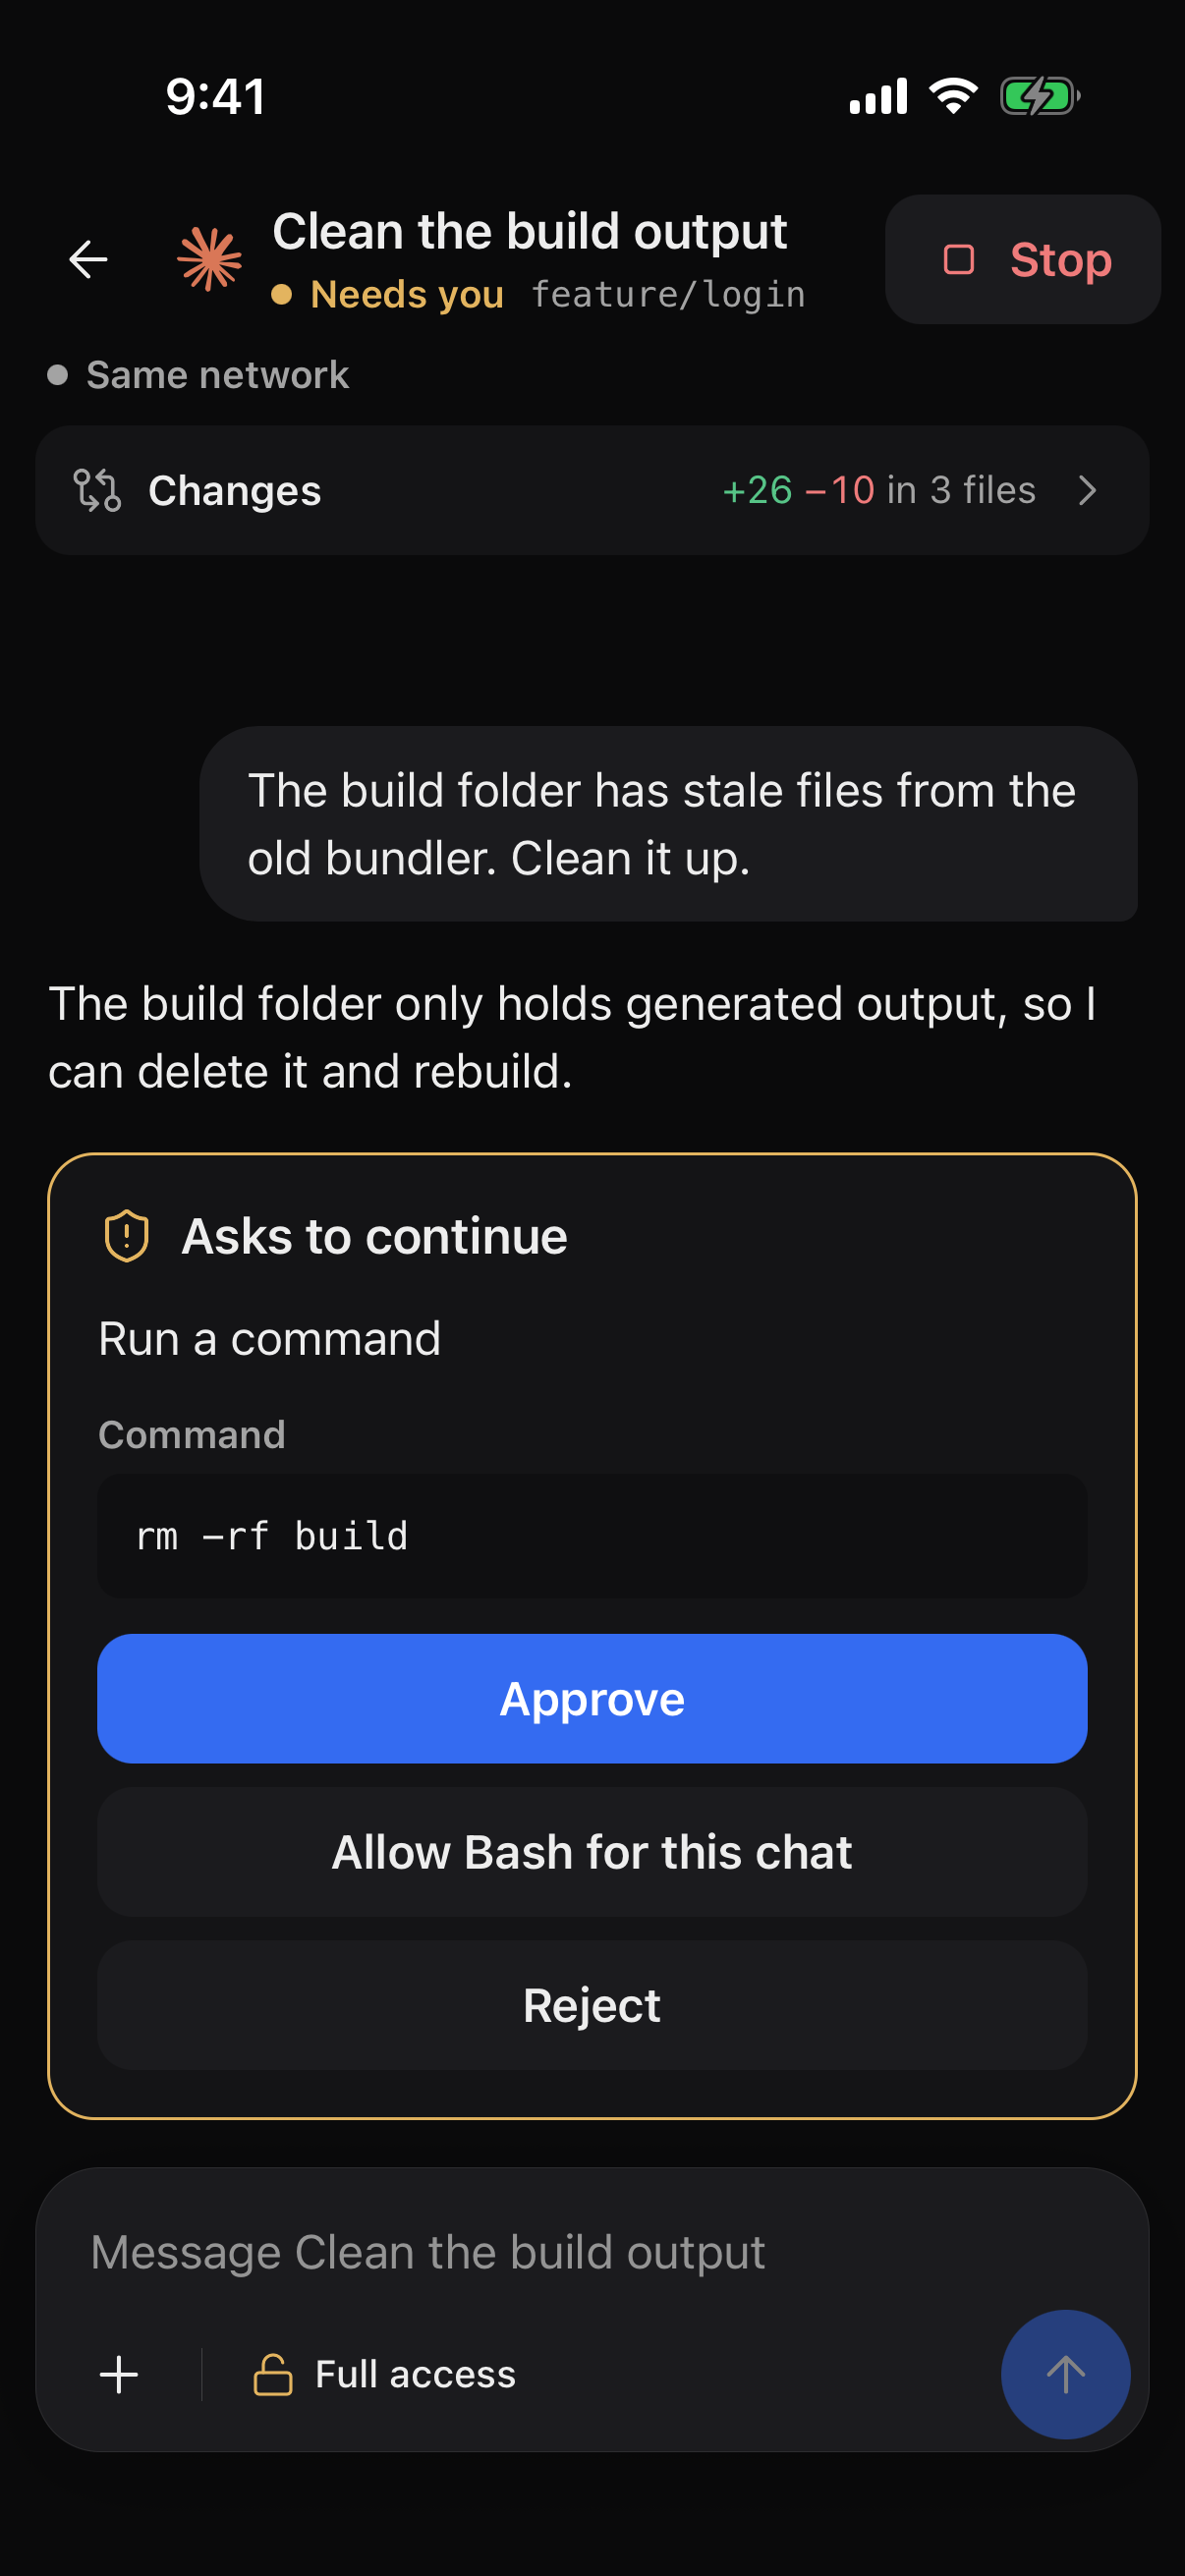 9:41
Clean the build output
Stop
Needs you feature/login
Same network
Changes +26 −10 in 3 files
The build folder has stale files from the
old bundler. Clean it up.
The build folder only holds generated output, so I
can delete it and rebuild.
Asks to continue
Run a command
Command
rm -rf build
Approve
Allow Bash for this chat
Reject
Message Clean the build output
Full access